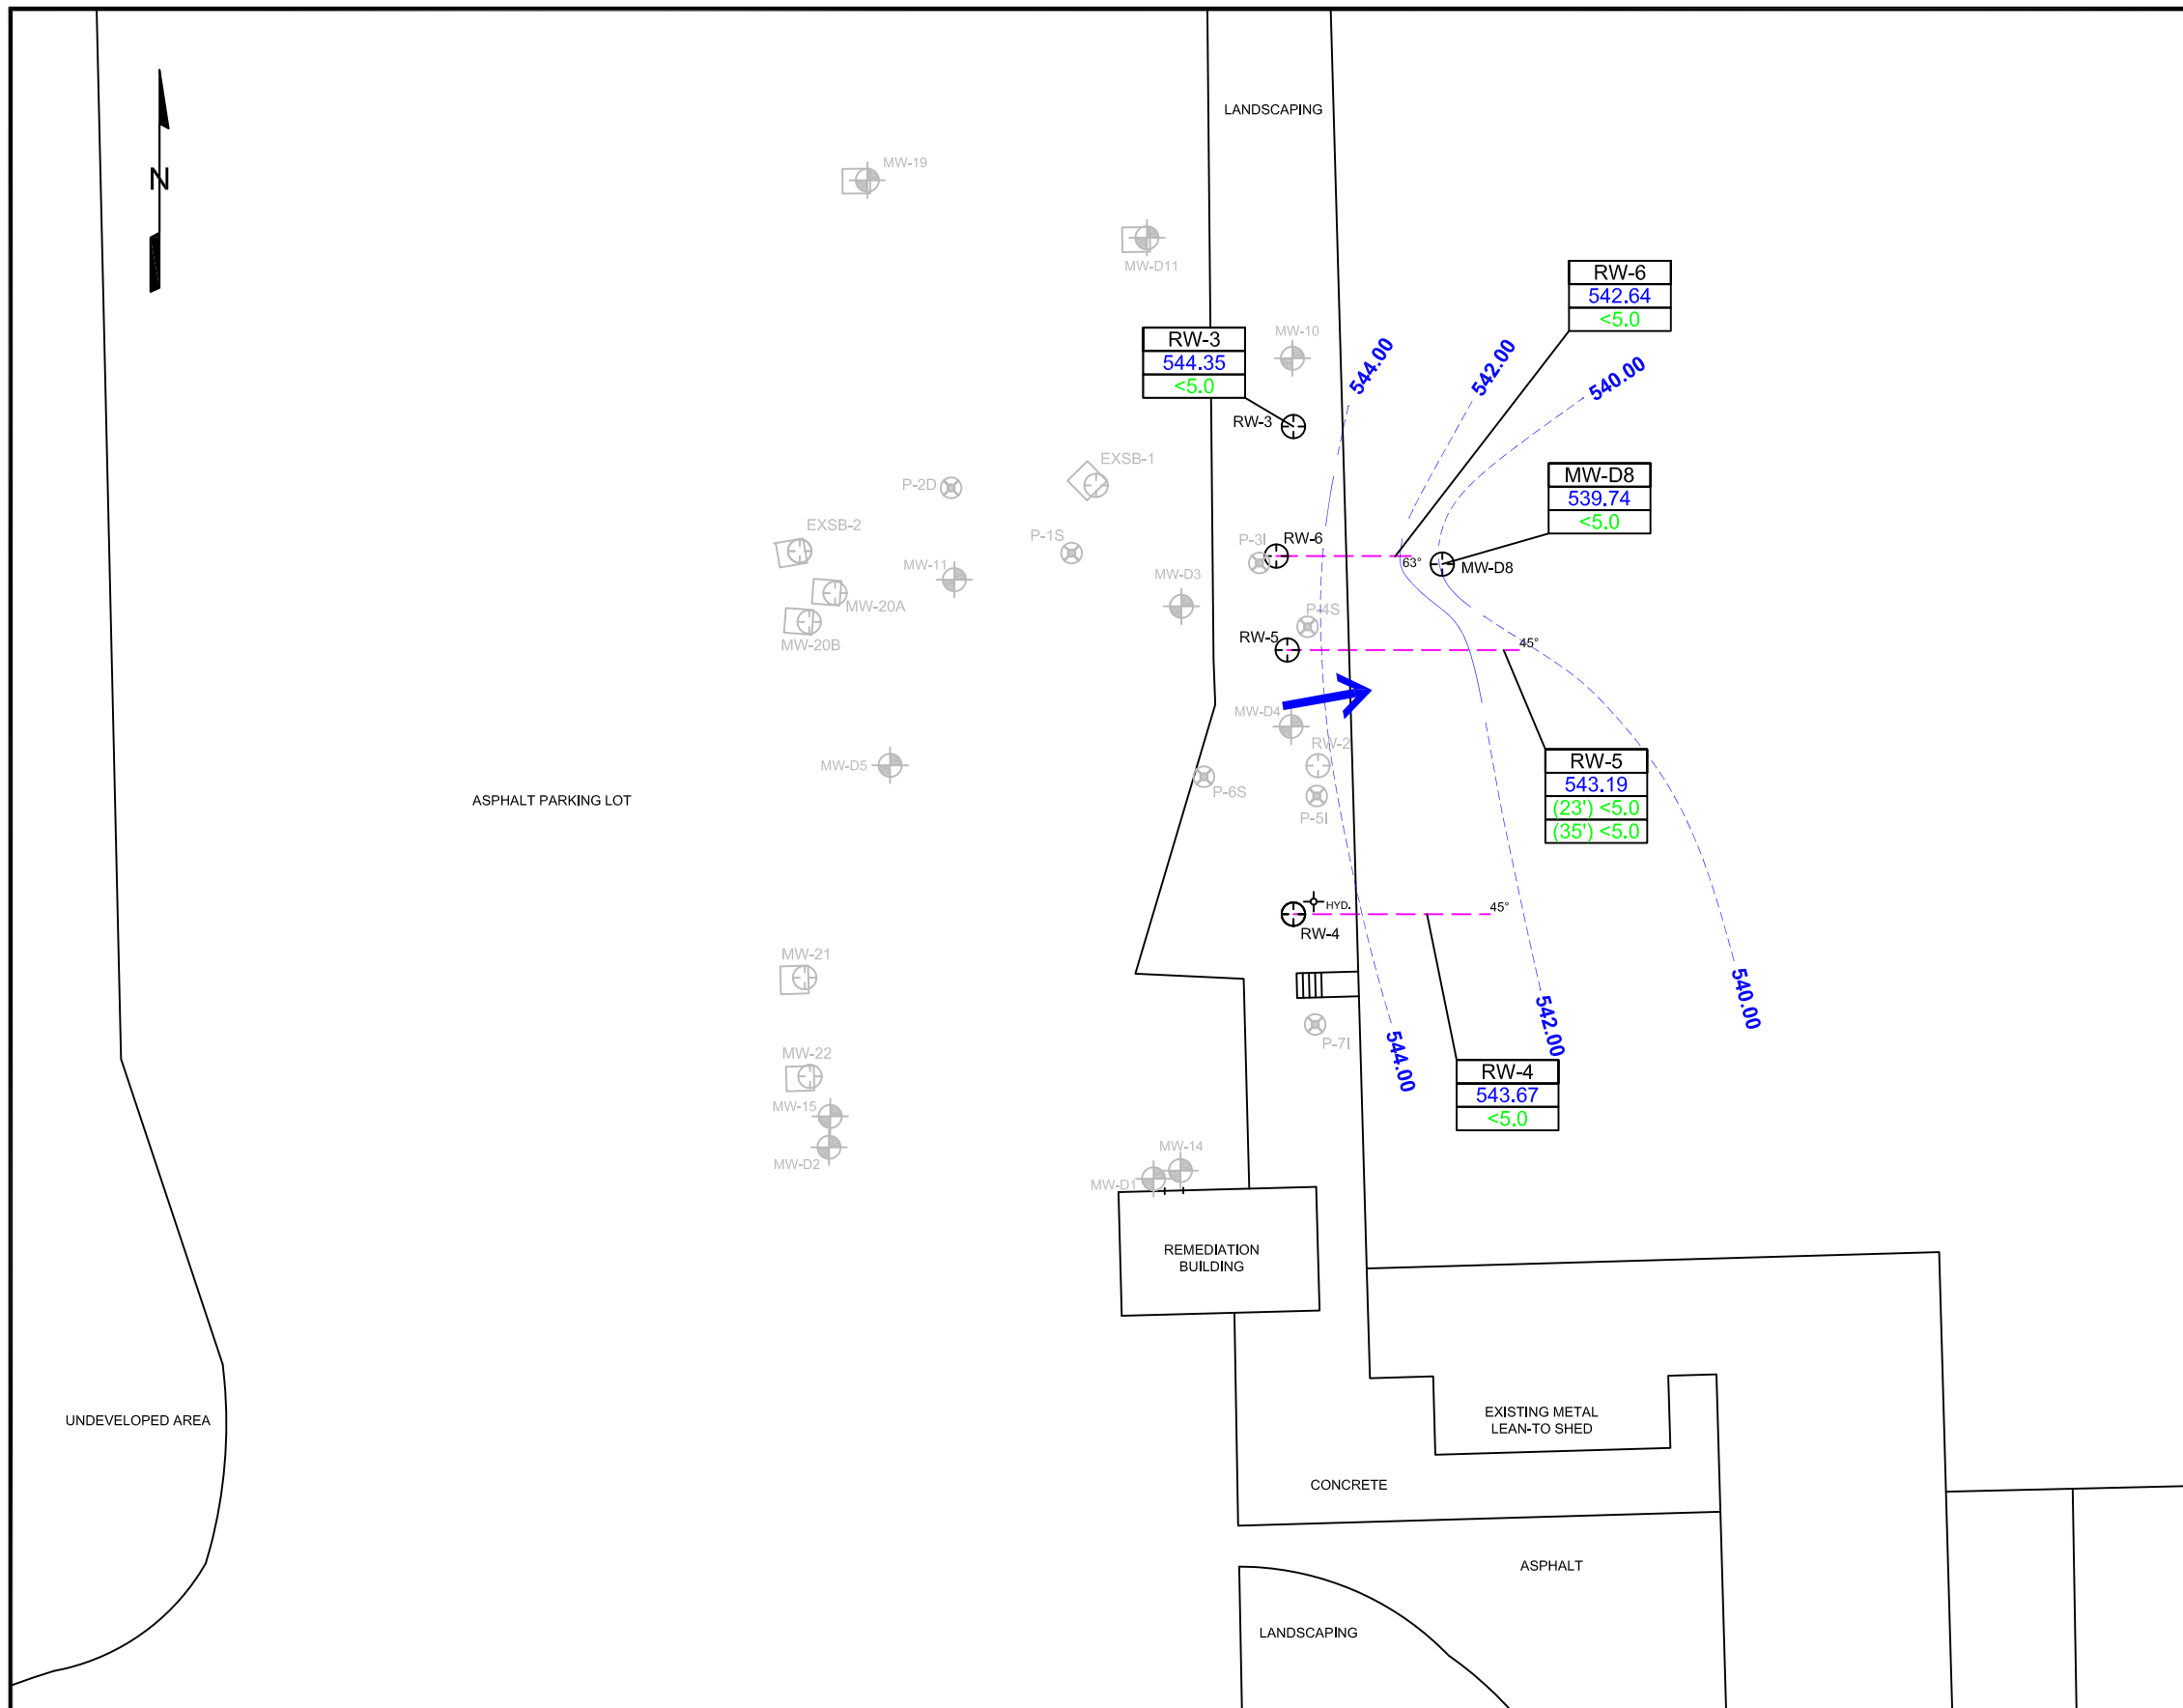 LANDSCAPING
N
MW-19
MW-D11
RW-6
542.64
<5.0
MW-10
RW-3
544.35
<5.0
544.00
542.00
540.00
RW-3
EXSB-1
P-2D
MW-D8
539.74
<5.0
EXSB-2
P-1S
P-3I
RW-6
63°
MW-D8
MW-11
MW-D3
MW-20A
P-4S
MW-20B
RW-5
45°
MW-D4
RW-2
MW-D5
P-6S
P-5I
RW-5
543.19
(23') <5.0
(35') <5.0
ASPHALT PARKING LOT
HYD.
45°
RW-4
MW-21
540.00
542.00
544.00
P-7I
MW-22
RW-4
543.67
<5.0
MW-15
MW-D2
MW-14
MW-D1
REMEDIATION
BUILDING
UNDEVELOPED AREA
EXISTING METAL
LEAN-TO SHED
CONCRETE
ASPHALT
LANDSCAPING